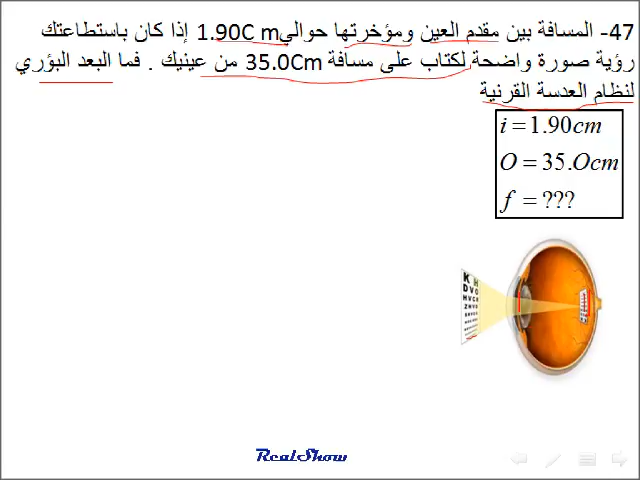 47- المسافة بين مقدم العين ومؤخرتها حوالي1.90C m إذا كان باستطاعتك
رؤية صورة واضحة لكتاب على مسافة 35.0Cm من عينيك . فما البعد البؤري
لنظام العدسة القرنية
i = 1.90cm
O = 35.Ocm
f = ???
K H
D V O
H V C R
RealShow